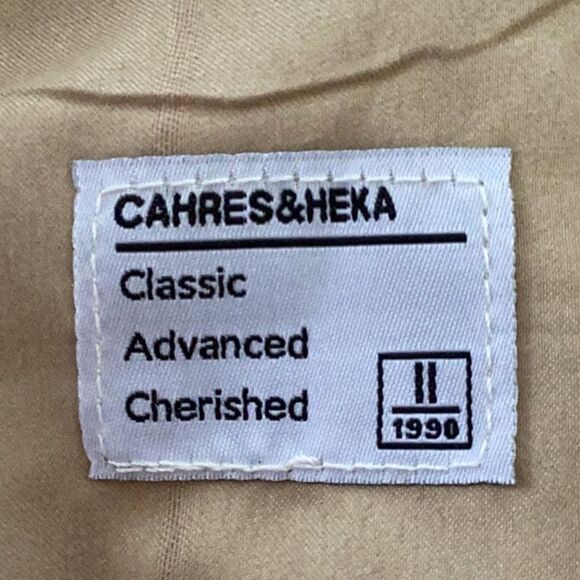 CAHRES&HEKA
Classic
Advanced
Cherished
II
1990